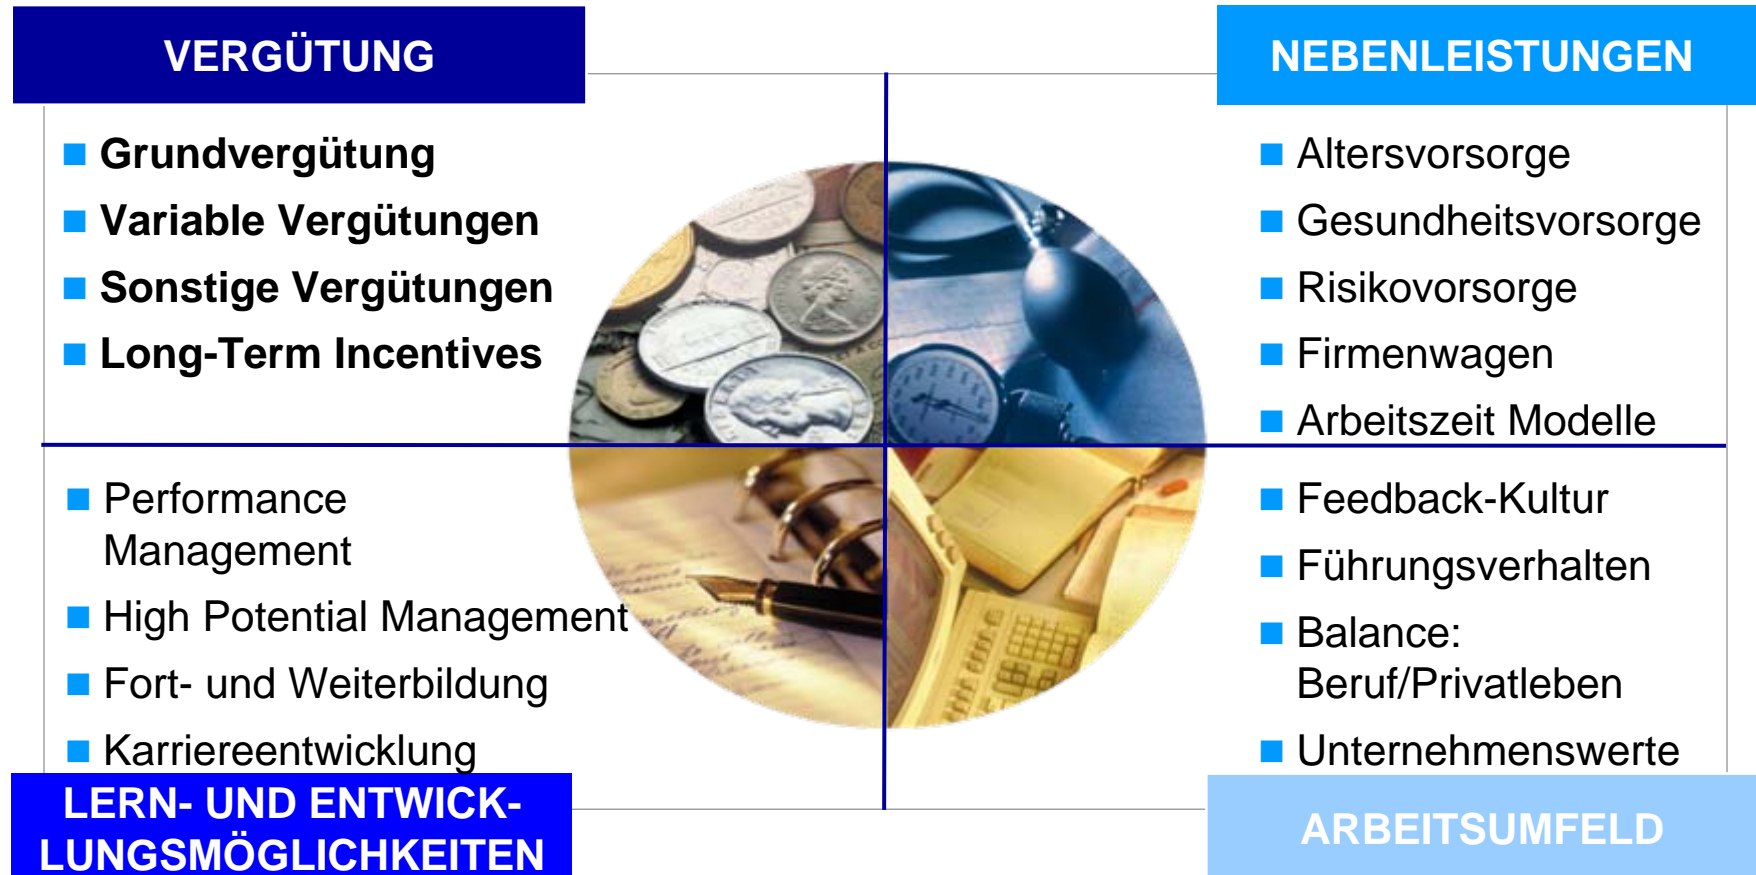 VERGÜTUNG
Grundvergütung
Variable Vergütungen
Sonstige Vergütungen
Long-Term Incentives
NEBENLEISTUNGEN
Altersvorsorge
Gesundheitsvorsorge
Risikovorsorge
Firmenwagen
Arbeitszeit Modelle
Performance
Management
High Potential Management
Fort- und Weiterbildung
Karriereentwicklung
LERN- UND ENTWICK-
LUNGSMÖGLICHKEITEN
Feedback-Kultur
Führungsverhalten
Balance:
Beruf/Privatleben
Unternehmenswerte
ARBEITSUMFELD